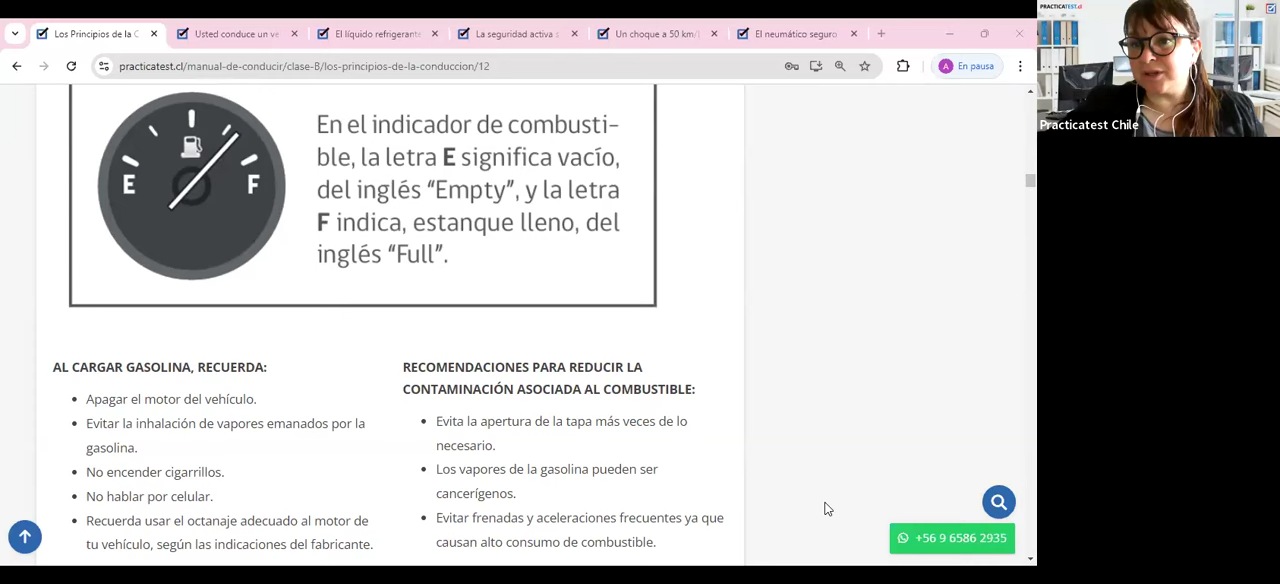 Los Principios de la C
Usted conduce un ve
El líquido refrigerante
La seguridad activa
Un choque a 50 km/
El neumático seguro
practicatest.cl/manual-de-conducir/clase-B/los-principios-de-la-conduccion/12
A
En pausa
PRACTICATEST.cl
Practicatest Chile
E
F
En el indicador de combusti-
ble, la letra E significa vacío,
del inglés “Empty”, y la letra
F indica, estanque lleno, del
inglés “Full”.
AL CARGAR GASOLINA, RECUERDA:
Apagar el motor del vehículo.
Evitar la inhalación de vapores emanados por la
gasolina.
No encender cigarrillos.
No hablar por celular.
Recuerda usar el octanaje adecuado al motor de
tu vehículo, según las indicaciones del fabricante.
RECOMENDACIONES PARA REDUCIR LA
CONTAMINACIÓN ASOCIADA AL COMBUSTIBLE:
Evita la apertura de la tapa más veces de lo
necesario.
Los vapores de la gasolina pueden ser
cancerígenos.
Evitar frenadas y aceleraciones frecuentes ya que
causan alto consumo de combustible.
+56 9 6586 2935